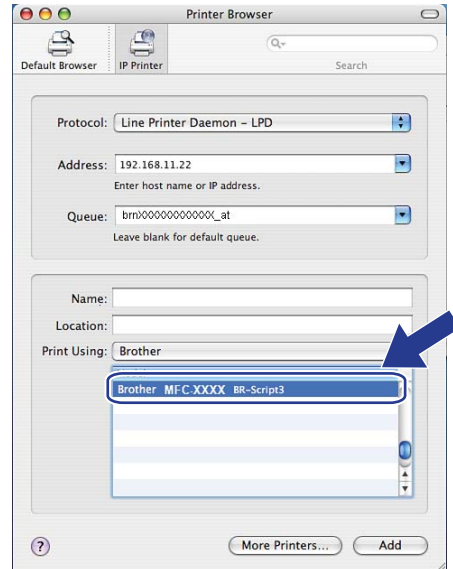 Printer Browser
Default Browser
IP Printer
Search
Protocol: Line Printer Daemon – LPD
Address: 192.168.11.22
Enter host name or IP address.
Queue: brnXXXXXXXXXXXX_at
Leave blank for default queue.
Name:
Location:
Print Using: Brother
Brother MFC-XXXX BR-Script3
?
More Printers...
Add